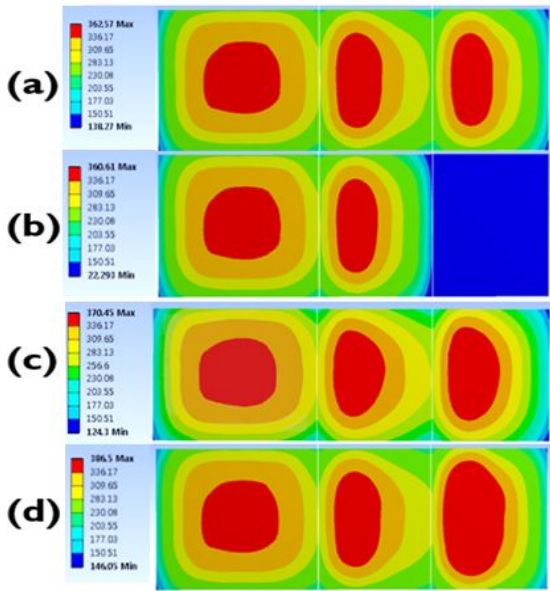 (a)
362.57 Max
336.17
309.65
283.13
230.08
203.55
177.03
150.51
138.27 Min
(b)
360.61 Max
336.17
309.65
283.13
230.08
203.55
177.03
150.51
22.293 Min
(c)
370.45 Max
336.17
309.65
283.13
256.6
230.08
203.55
177.03
150.51
124.3 Min
(d)
386.5 Max
336.17
309.65
283.13
230.08
203.55
177.03
150.51
146.05 Min